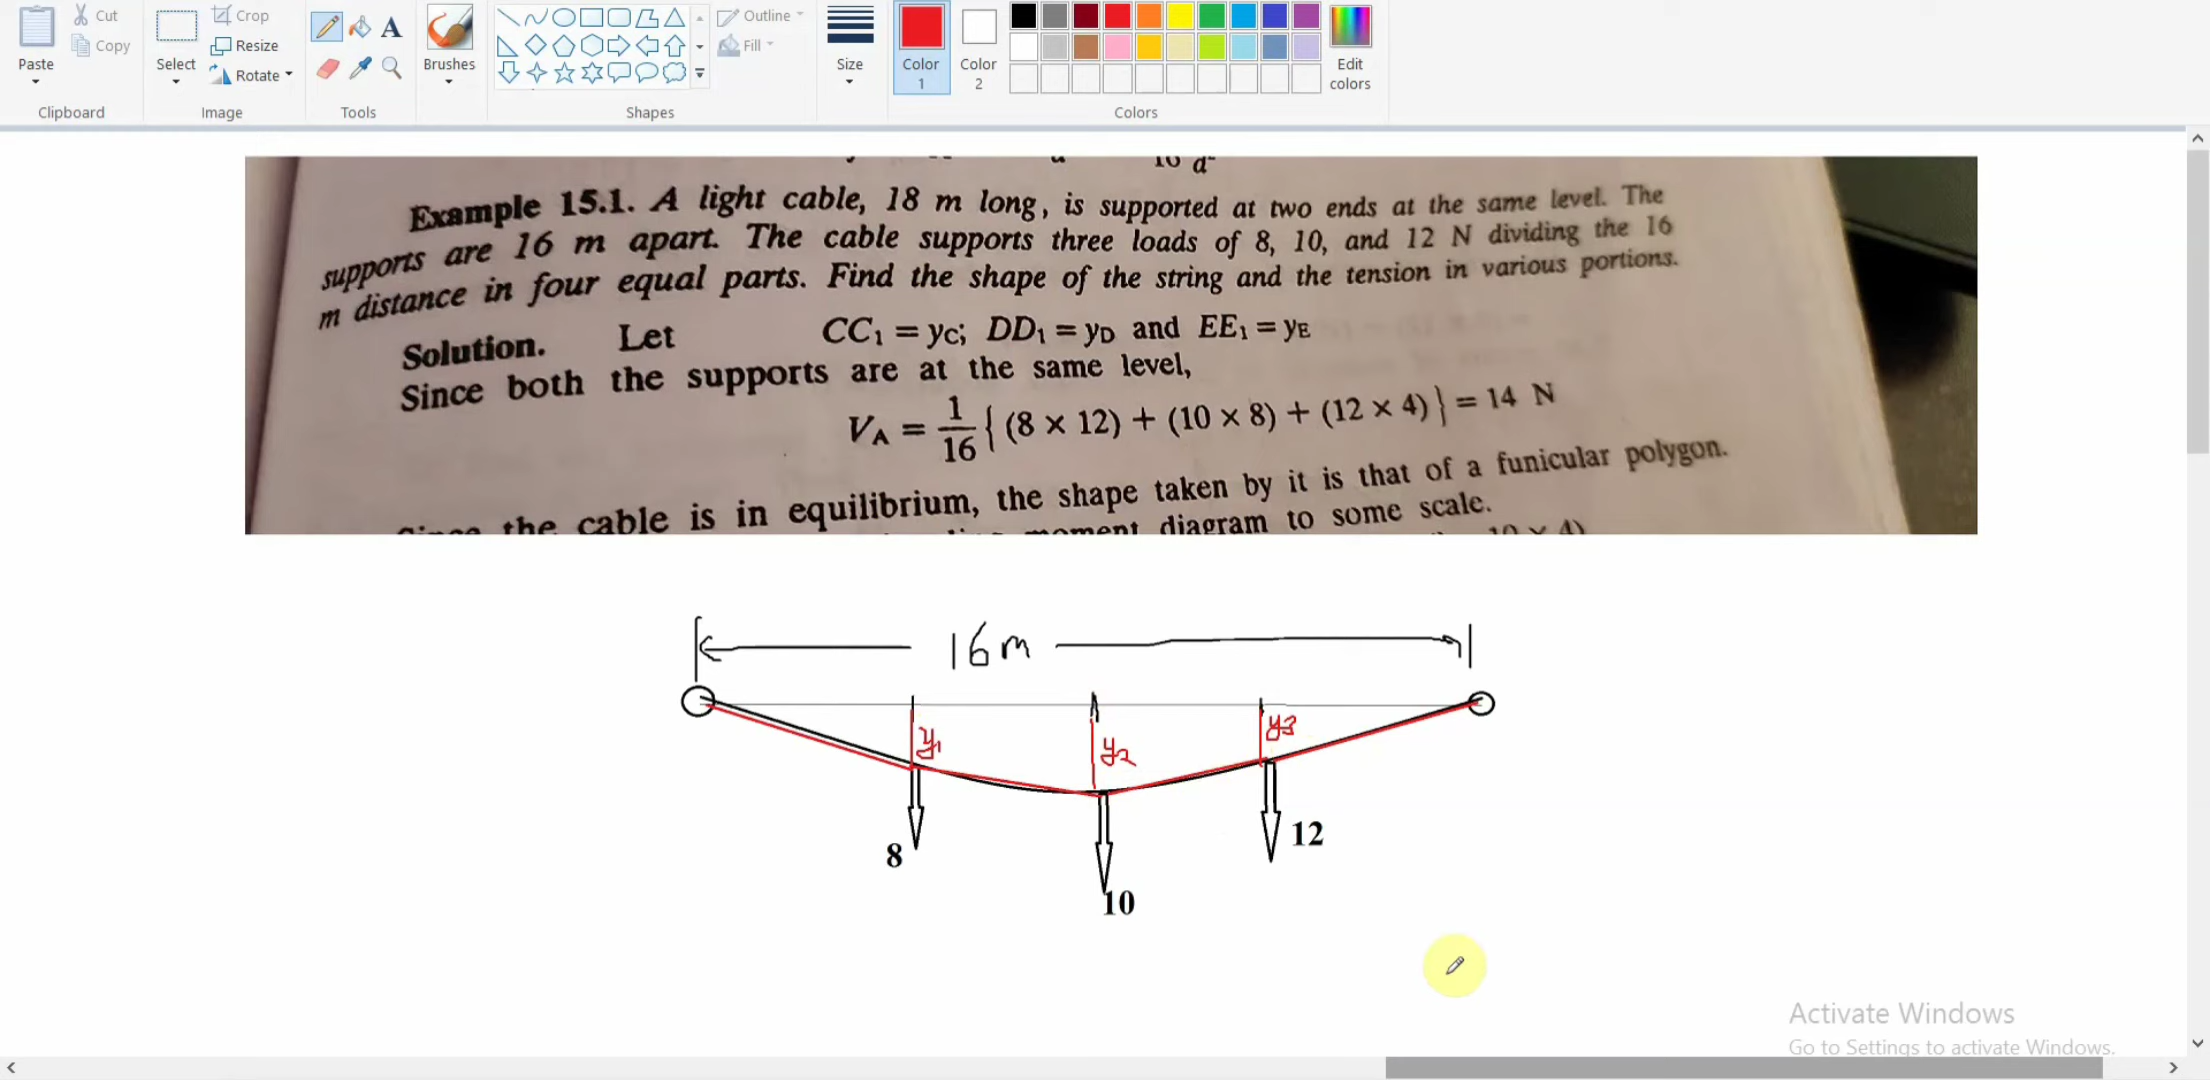 Cut
Crop
Outline
Copy
Resize
Fill
Paste
Select
Rotate
A
Brushes
Size
Color
1
Color
2
Edit
colors
Clipboard
Image
Tools
Shapes
Colors
Example 15.1. A light cable, 18 m long, is supported at two ends at the same level. The
supports are 16 m apart. The cable supports three loads of 8, 10, and 12 N dividing the 16
m distance in four equal parts. Find the shape of the string and the tension in various portions.
Solution. Let CC₁ = yC; DD₁ = yD and EE₁ = yE
Since both the supports are at the same level,
VA = 1/16 { (8 × 12) + (10 × 8) + (12 × 4) } = 14 N
the cable is in equilibrium, the shape taken by it is that of a funicular polygon.
moment diagram to some scale.
16 m
y1
y2
y3
8
10
12
Activate Windows
Go to Settings to activate Windows.